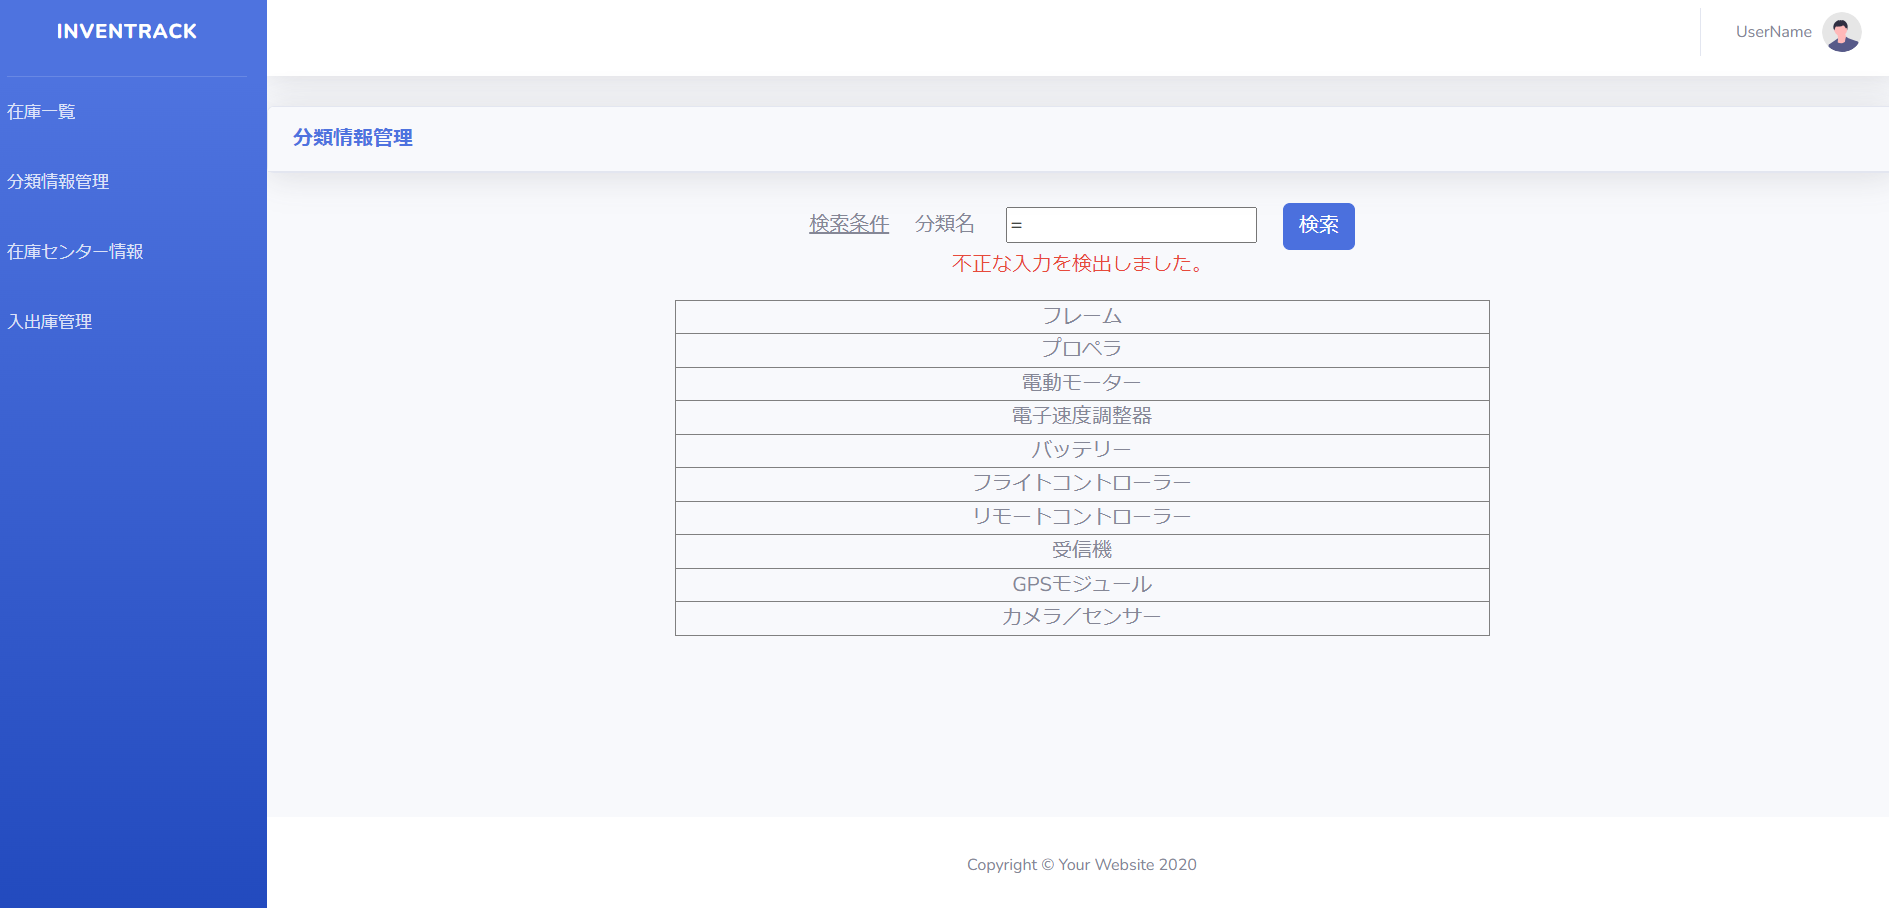 INVENTRACK
UserName
在庫一覧
分類情報管理
在庫センター情報
入出庫管理
分類情報管理
検索条件 分類名 = 検索
不正な入力を検出しました。
フレーム
プロペラ
電動モーター
電子速度調整器
バッテリー
フライトコントローラー
リモートコントローラー
受信機
GPSモジュール
カメラ／センサー
Copyright © Your Website 2020